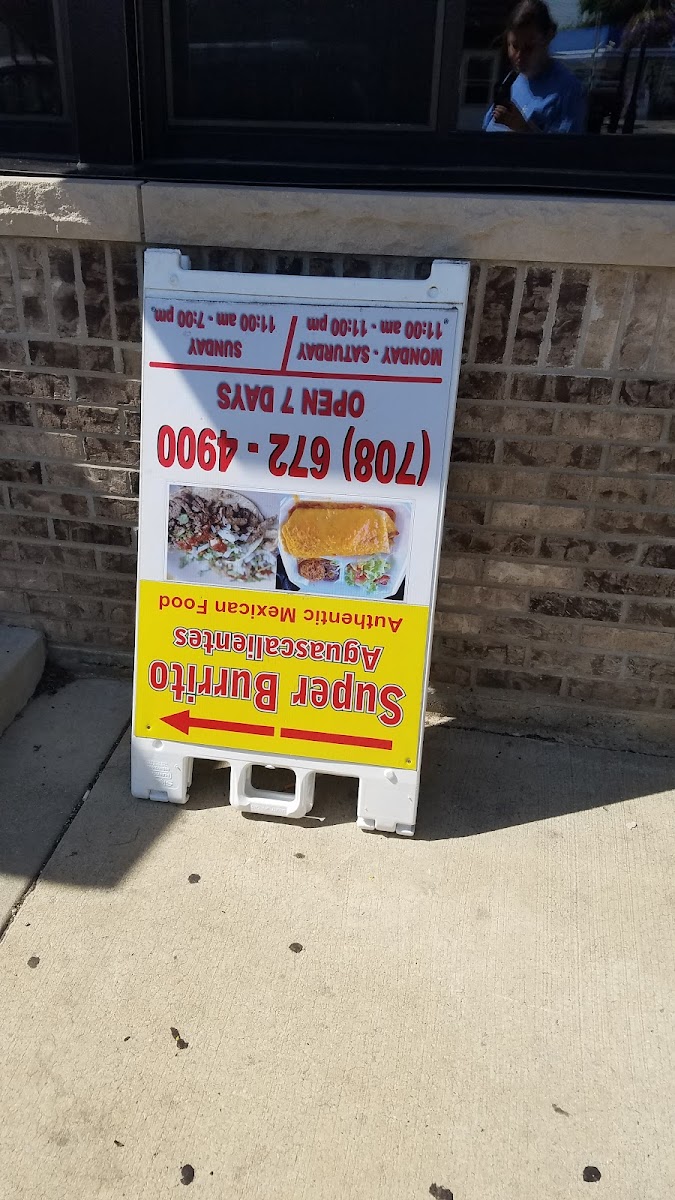 Super Burrito
Aguascalientes
Authentic Mexican Food
(708) 672 - 4900
OPEN 7 DAYS
MONDAY - SATURDAY
11:00 am - 11:00 pm
SUNDAY
11:00 am - 7:00 pm